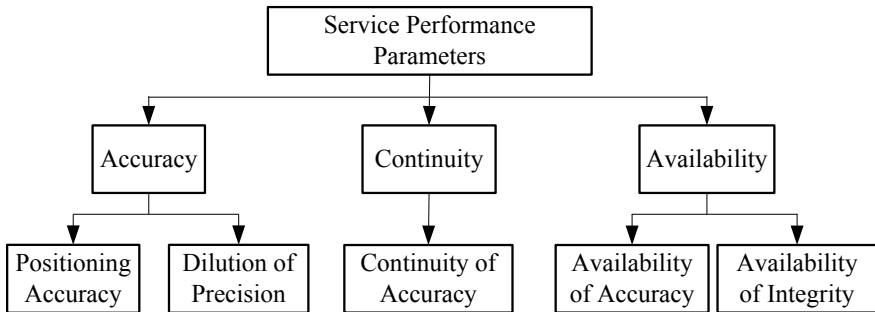 Service Performance
Parameters
Accuracy
Continuity
Availability
Positioning
Accuracy
Dilution of
Precision
Continuity of
Accuracy
Availability
of Accuracy
Availability
of Integrity